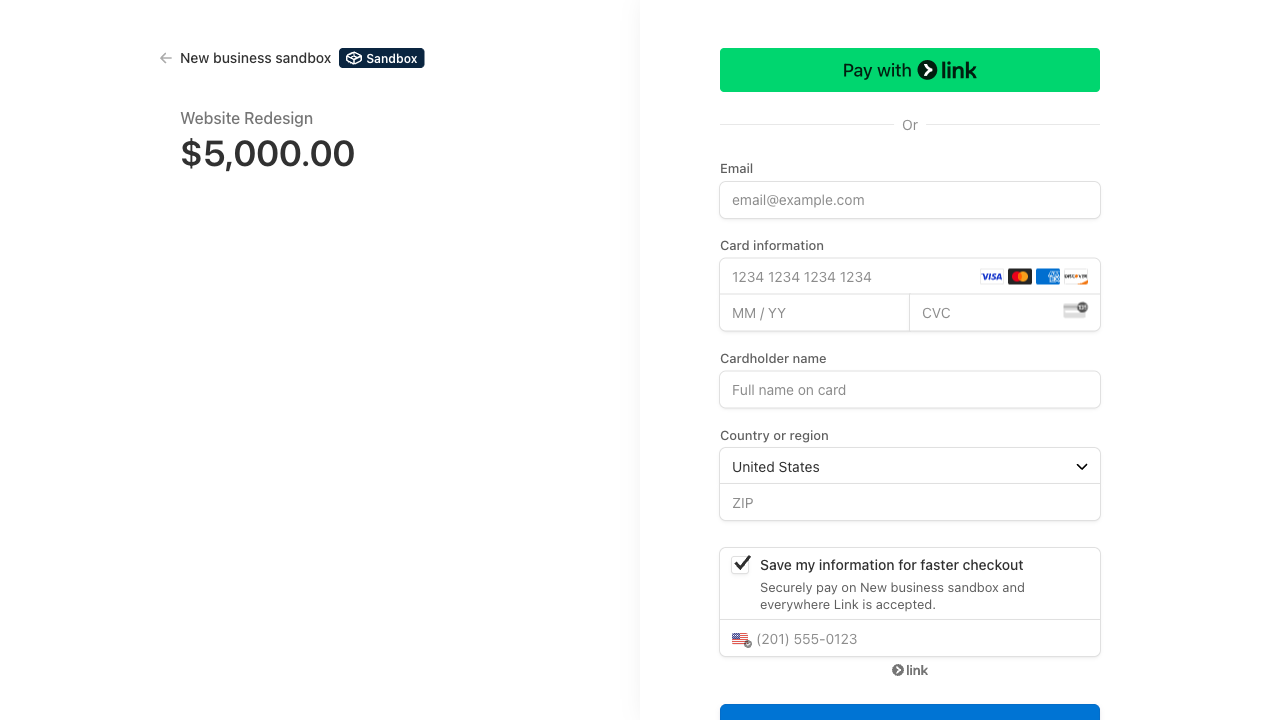 New business sandbox Sandbox
Website Redesign
$5,000.00
Pay with link
Or
Email
email@example.com
Card information
1234 1234 1234 1234 VISA DISCOVER
MM / YY CVC
Cardholder name
Full name on card
Country or region
United States
ZIP
Save my information for faster checkout
Securely pay on New business sandbox and
everywhere Link is accepted.
(201) 555-0123
link